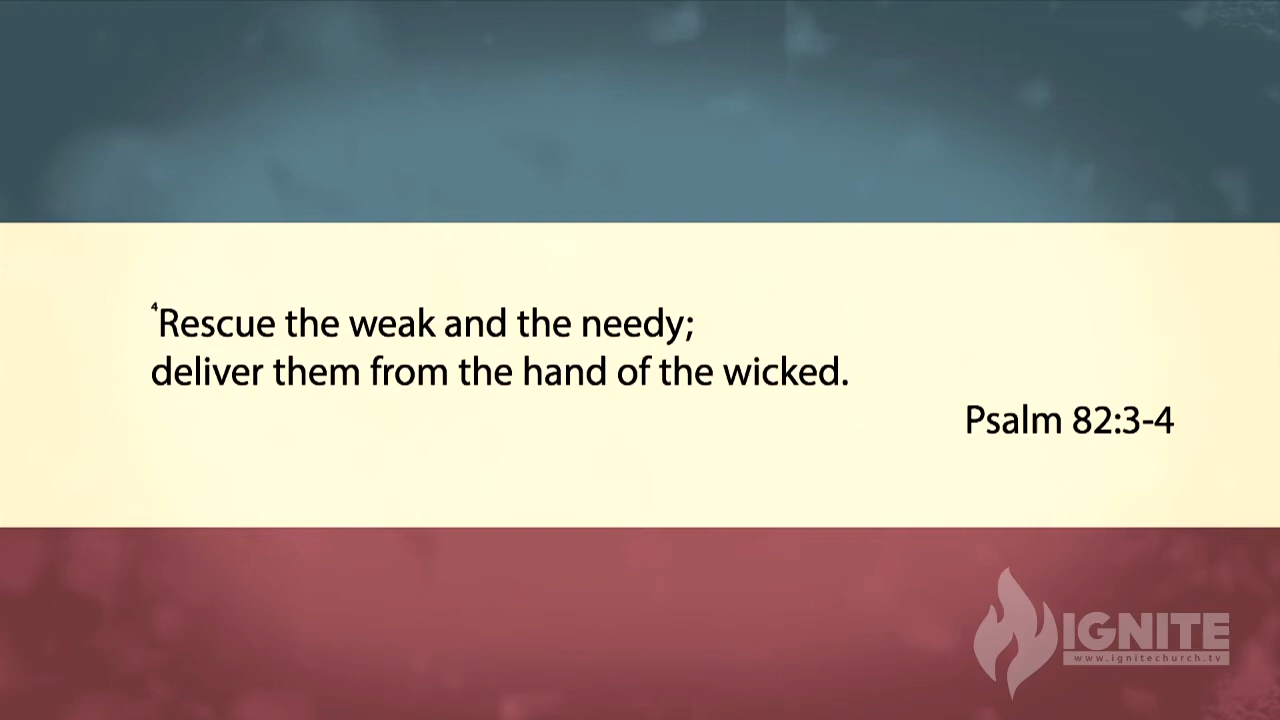 ⁴Rescue the weak and the needy;
deliver them from the hand of the wicked.
Psalm 82:3-4
IGNITE
www.ignitechurch.tv